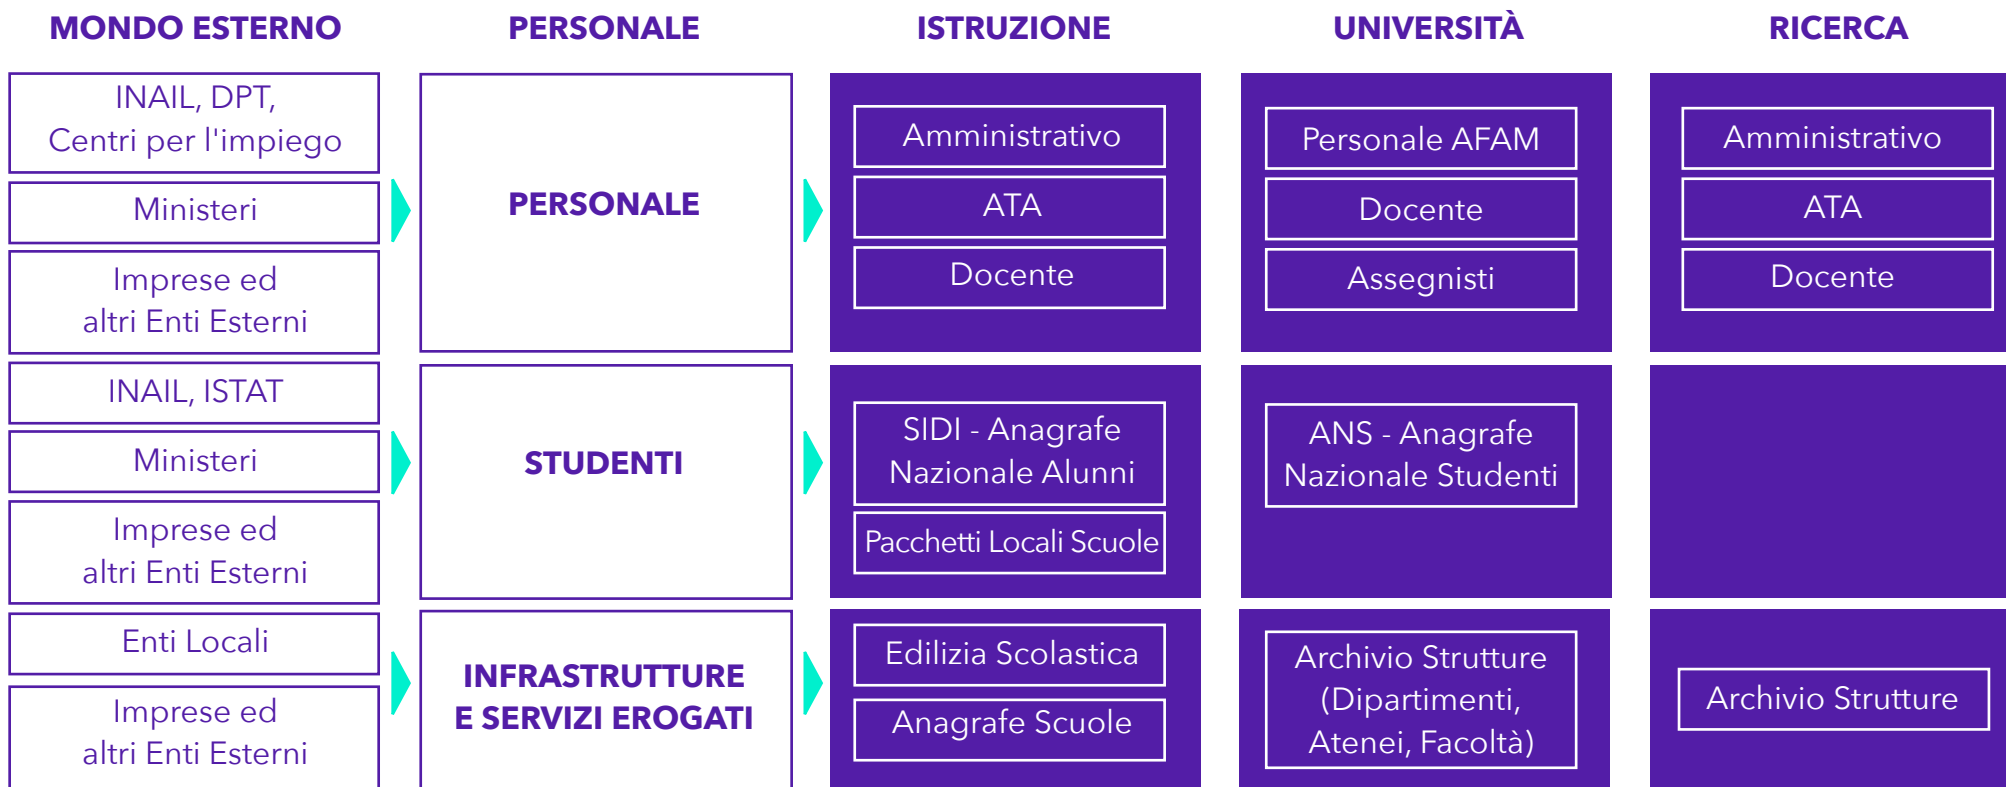 MONDO ESTERNO
PERSONALE
ISTRUZIONE
UNIVERSITÀ
RICERCA
INAIL, DPT,
Centri per l'impiego
Ministeri
Imprese ed
altri Enti Esterni
PERSONALE
Amministrativo
ATA
Docente
Personale AFAM
Docente
Assegnisti
Amministrativo
ATA
Docente
INAIL, ISTAT
Ministeri
Imprese ed
altri Enti Esterni
STUDENTI
SIDI - Anagrafe
Nazionale Alunni
Pacchetti Locali Scuole
ANS - Anagrafe
Nazionale Studenti
Enti Locali
Imprese ed
altri Enti Esterni
INFRASTRUTTURE
E SERVIZI EROGATI
Edilizia Scolastica
Anagrafe Scuole
Archivio Strutture
(Dipartimenti,
Atenei, Facoltà)
Archivio Strutture